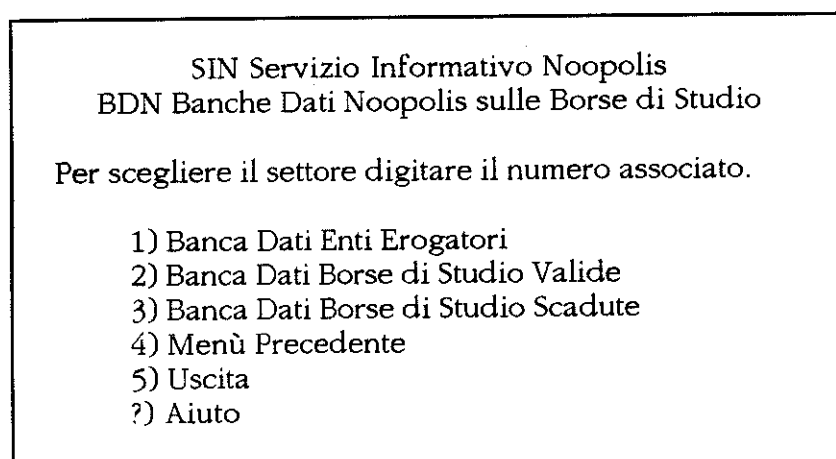 SIN Servizio Informativo Noopolis
BDN Banche Dati Noopolis sulle Borse di Studio
Per scegliere il settore digitare il numero associato.
1) Banca Dati Enti Erogatori
2) Banca Dati Borse di Studio Valide
3) Banca Dati Borse di Studio Scadute
4) Menù Precedente
5) Uscita
?) Aiuto